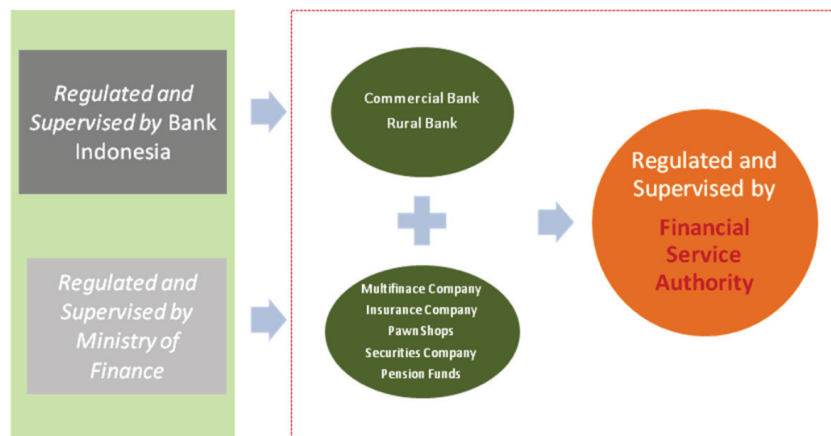 Regulated and
Supervised by Bank
Indonesia
Commercial Bank
Rural Bank
Regulated and
Supervised by
Financial
Service
Authority
Regulated and
Supervised by
Ministry of
Finance
Multifinace Company
Insurance Company
Pawn Shops
Securities Company
Pension Funds